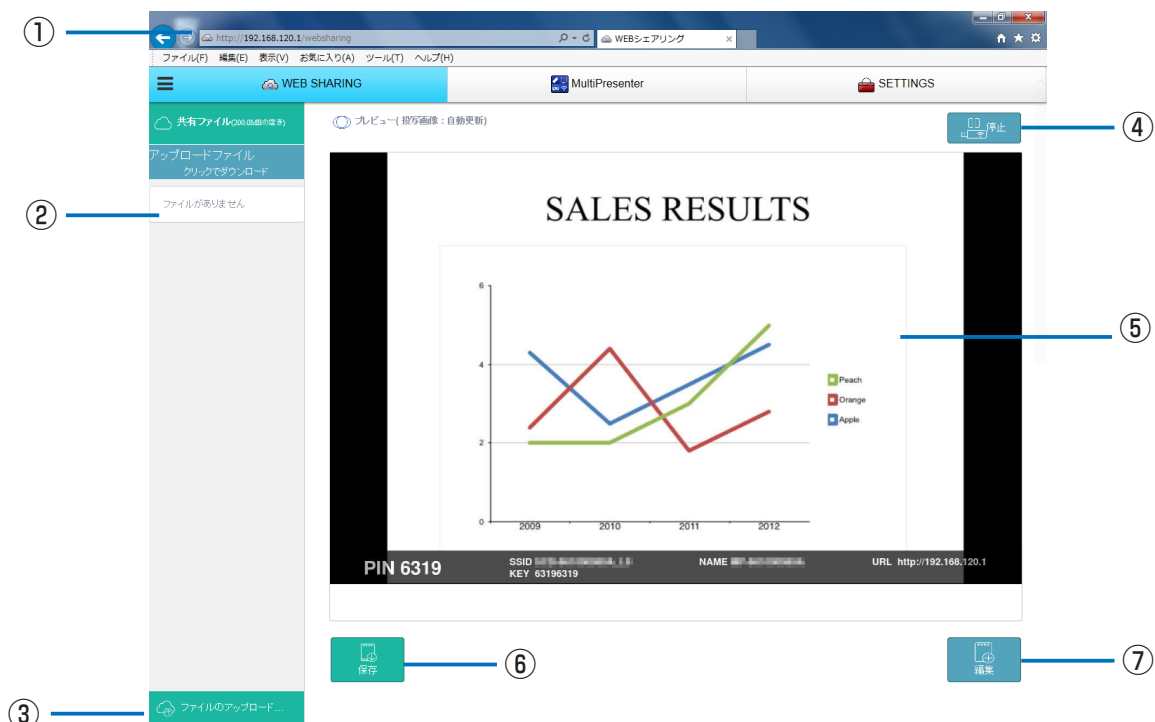 ①
http://192.168.120.1/websharing
WEBシェアリング
ファイル(F) 編集(E) 表示(V) お気に入り(A) ツール(T) ヘルプ(H)
WEB SHARING
MultiPresenter
SETTINGS
共有ファイル(200.0MBの空き)
プレビュー( 投写画像：自動更新)
停止
④
アップロードファイル
クリックでダウンロード
②
ファイルがありません
SALES RESULTS
⑤
6
4
2
0
2009 2010 2011 2012
Peach
Orange
Apple
PIN 6319
SSID
KEY 63196319
NAME
URL http://192.168.120.1
保存
⑥
編集
⑦
③
ファイルのアップロード...